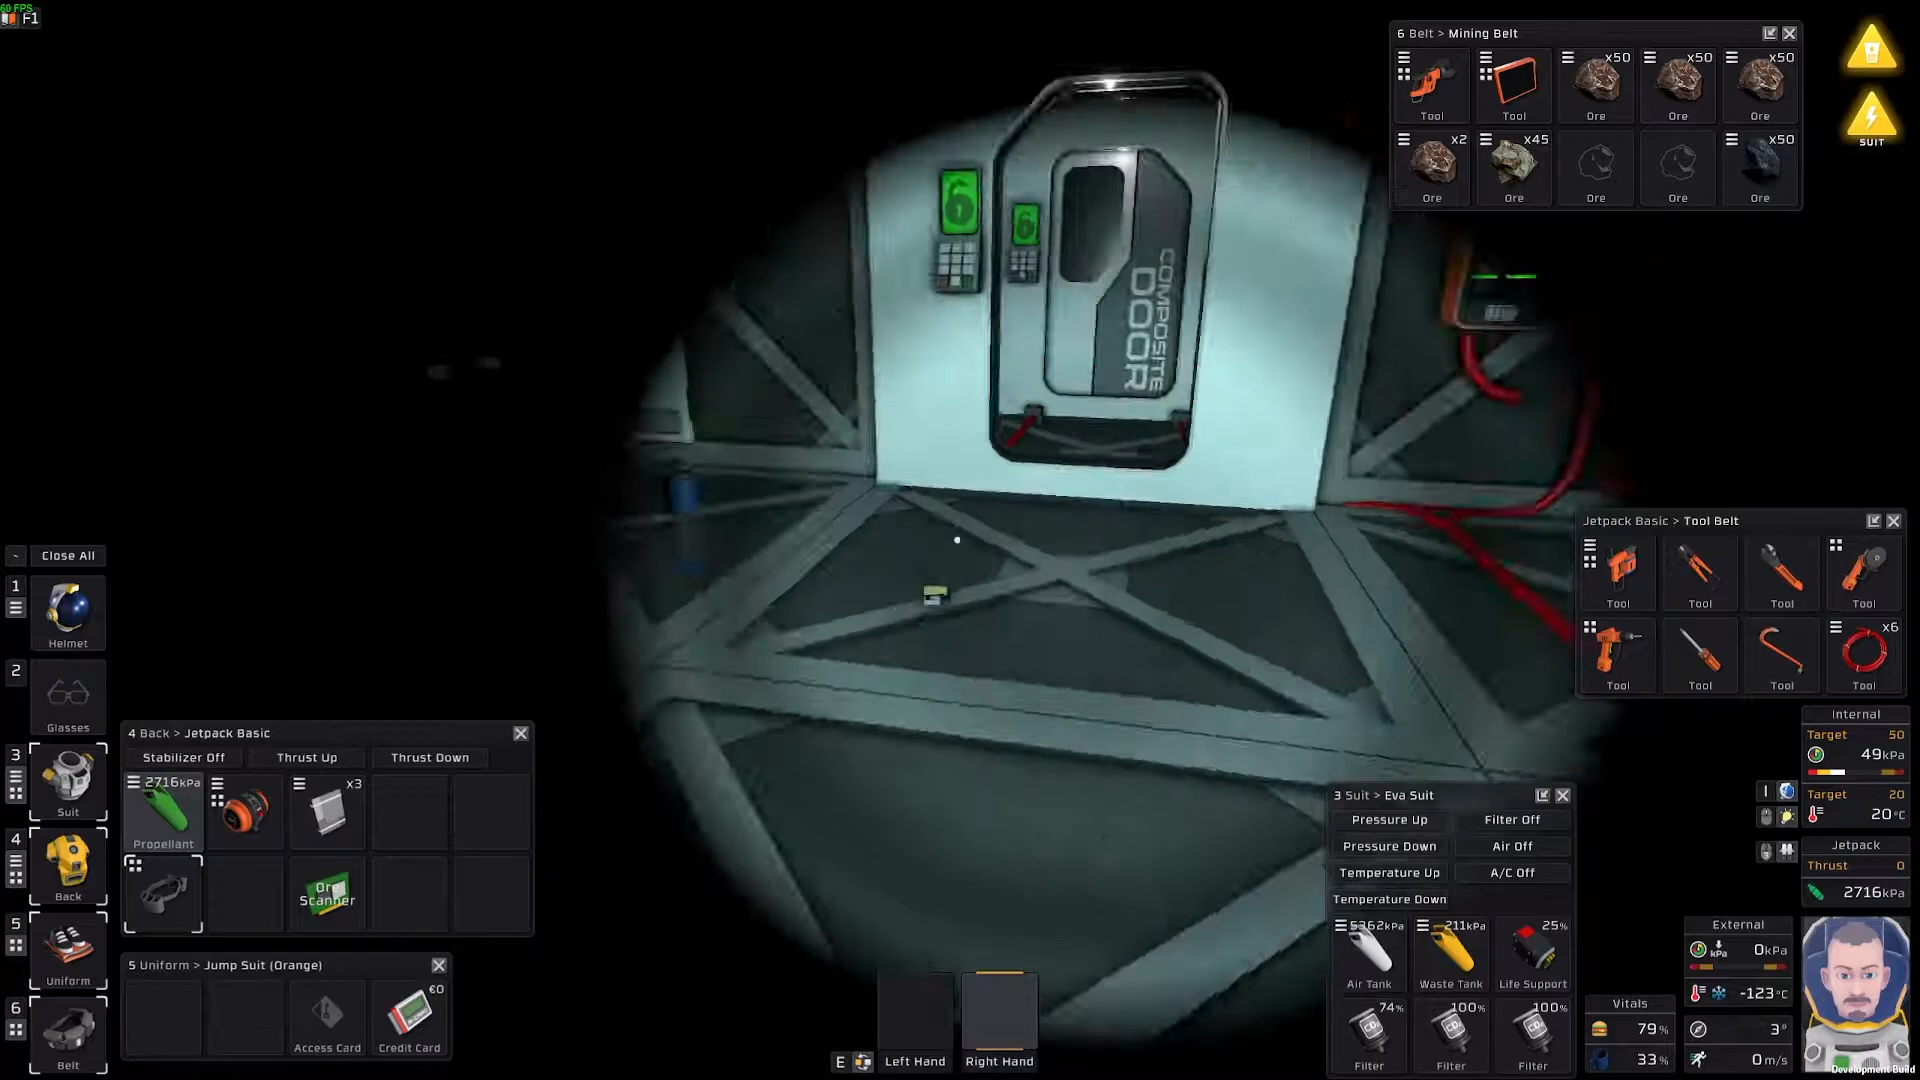 60 FPS
F1
6 Belt > Mining Belt
x50
x50
x50
Tool
Tool
Ore
Ore
Ore
x2
x45
x50
Ore
Ore
Ore
Ore
Ore
SUIT
6
6
COMPOSITE
DOOR
Jetpack Basic > Tool Belt
Tool
Tool
Tool
Tool
x6
Tool
Tool
Tool
Tool
~
Close All
1
Helmet
2
Glasses
3
Suit
4
Back
5
Uniform
6
Belt
4 Back > Jetpack Basic
Stabilizer Off
Thrust Up
Thrust Down
2716kPa
x3
Propellant
Ore
Scanner
5 Uniform > Jump Suit (Orange)
€0
Access Card
Credit Card
E
Left Hand
Right Hand
3 Suit > Eva Suit
Pressure Up
Filter Off
Pressure Down
Air Off
Temperature Up
A/C Off
Temperature Down
5362kPa
211kPa
25%
Air Tank
Waste Tank
Life Support
74%
100%
100%
Filter
Filter
Filter
Internal
Target 50
49kPa
Target 20
20°C
Jetpack
Thrust 0
2716kPa
External
kPa
0kPa
-123°C
Vitals
79%
3°
33%
0m/s
Development Build